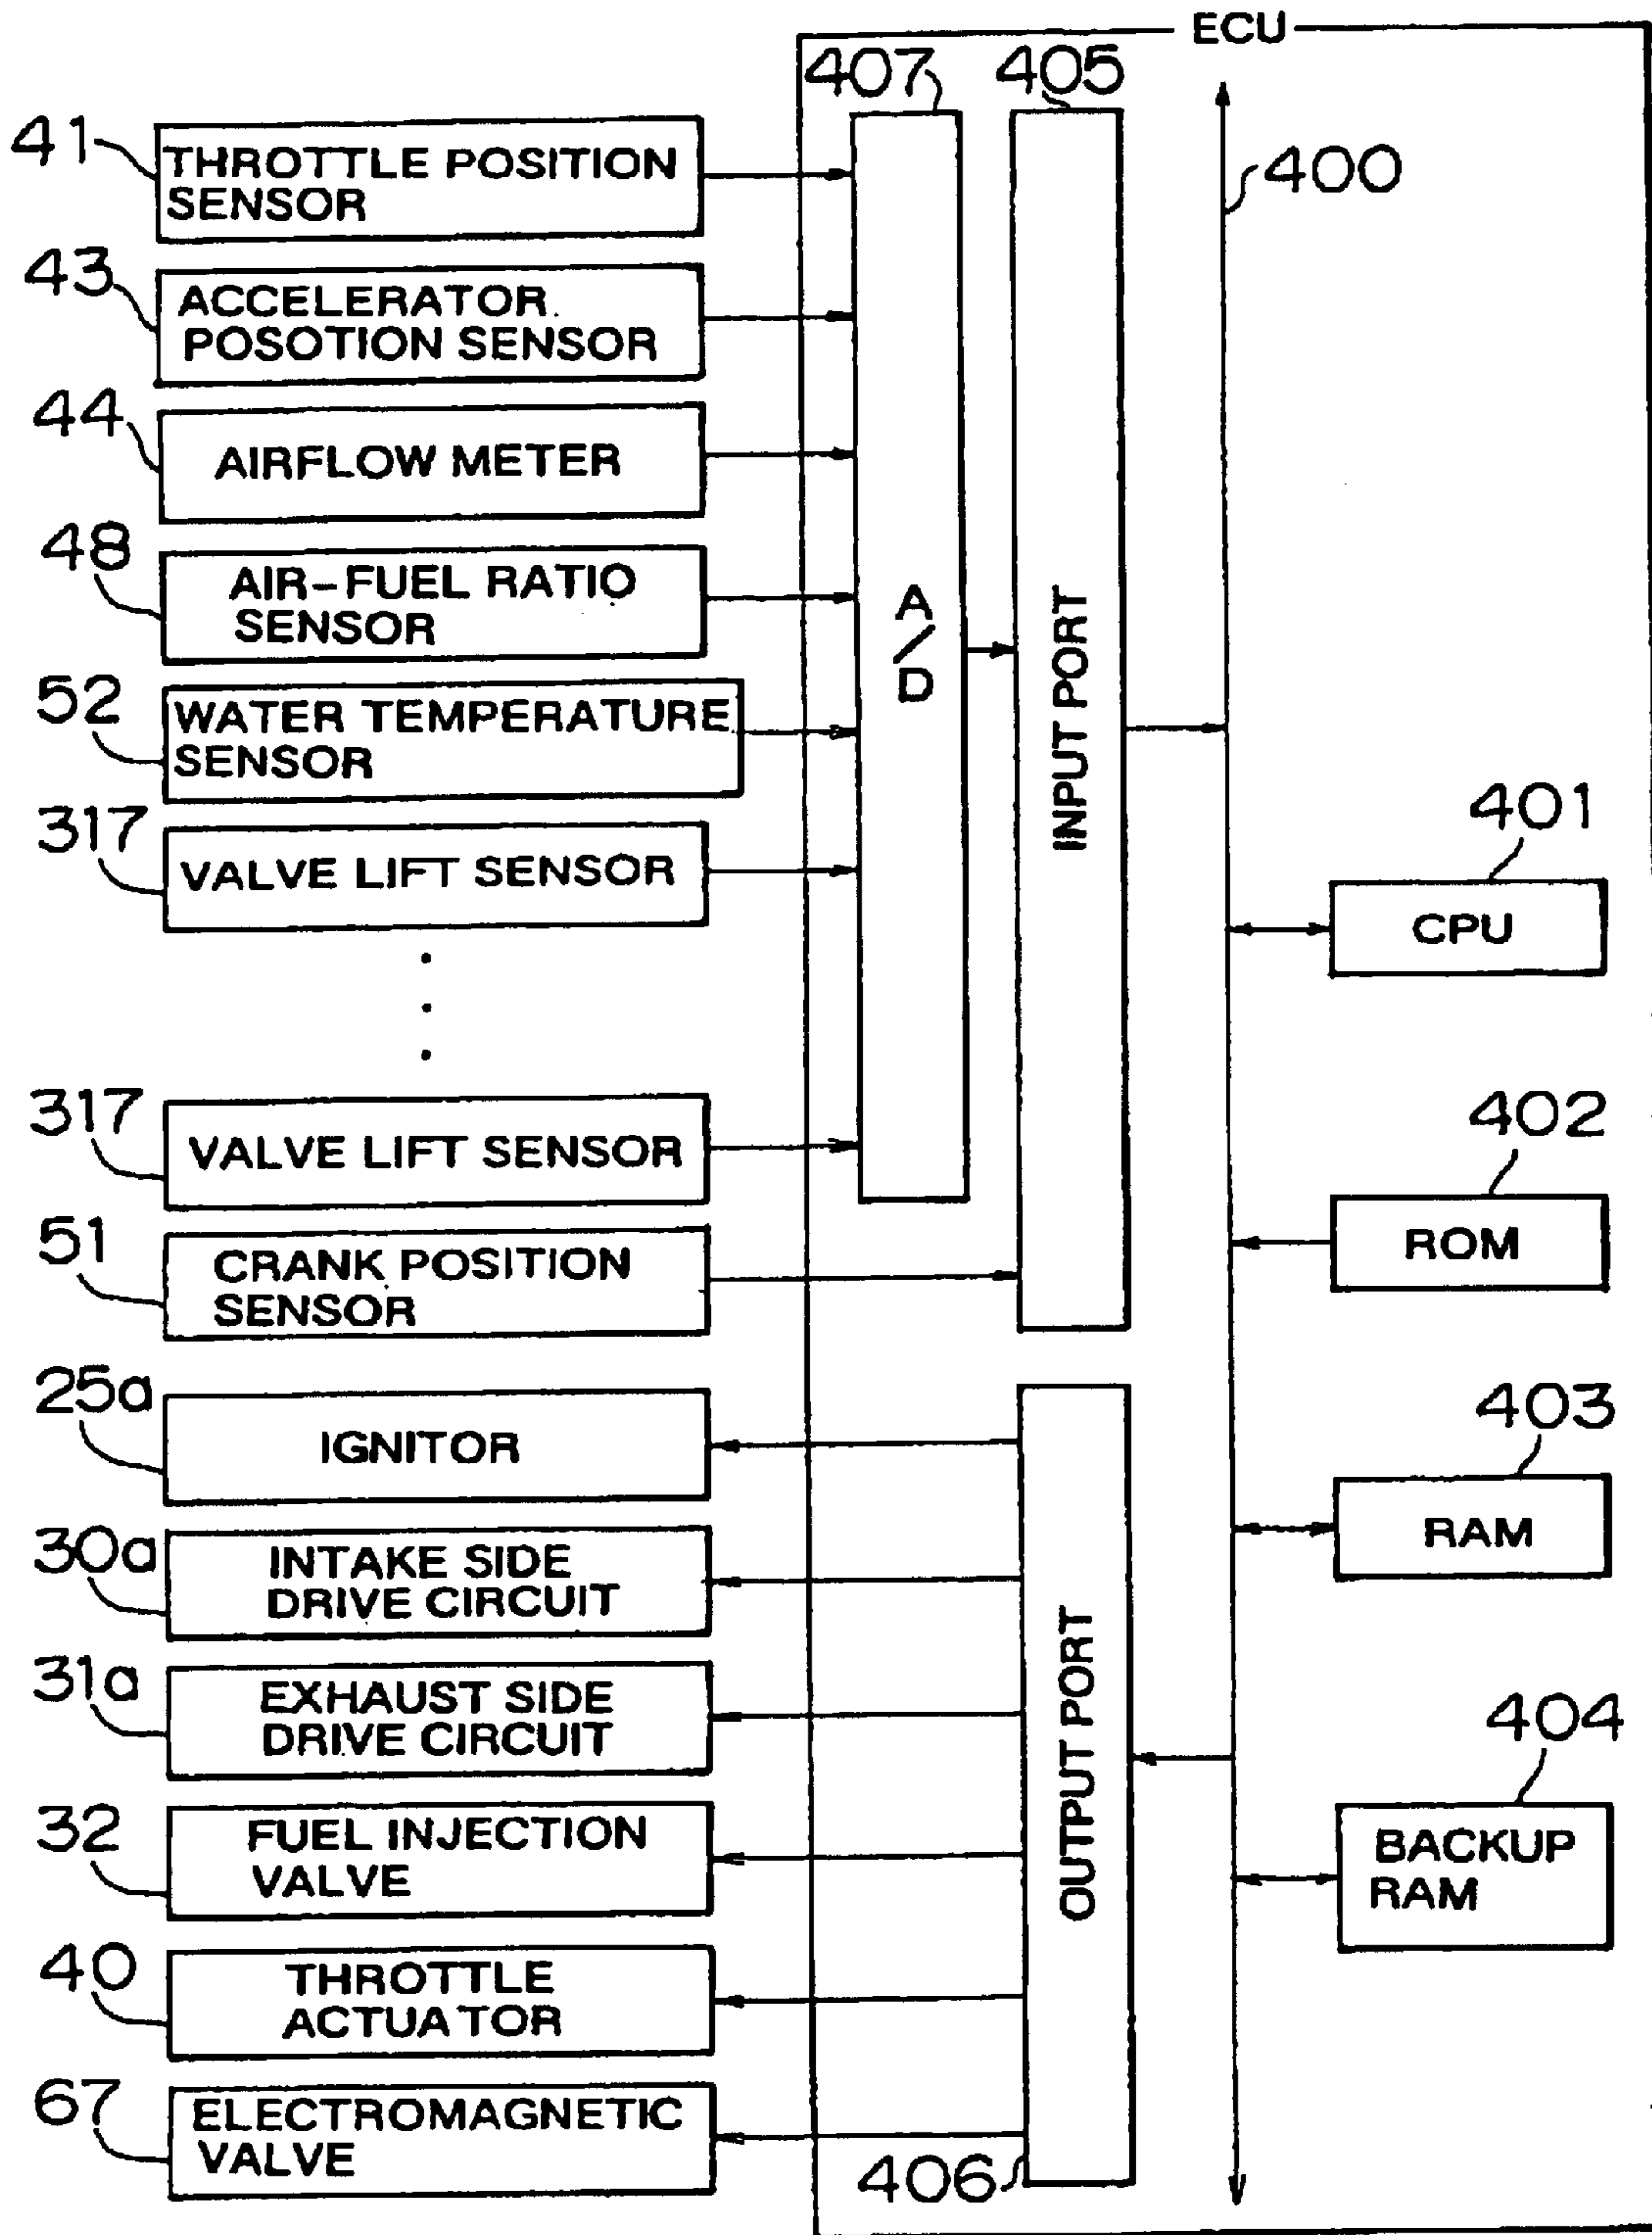 ECU
407
405
400
41
THROTTLE POSITION
SENSOR
43
ACCELERATOR
POSOTION SENSOR
44
AIRFLOW METER
48
AIR-FUEL RATIO
SENSOR
52
WATER TEMPERATURE
SENSOR
317
VALVE LIFT SENSOR
317
VALVE LIFT SENSOR
51
CRANK POSITION
SENSOR
A/D
INPUT PORT
401
CPU
402
ROM
403
RAM
404
BACKUP
RAM
25a
IGNITOR
30a
INTAKE SIDE
DRIVE CIRCUIT
31a
EXHAUST SIDE
DRIVE CIRCUIT
32
FUEL INJECTION
VALVE
40
THROTTLE
ACTUATOR
67
ELECTROMAGNETIC
VALVE
OUTPUT PORT
406